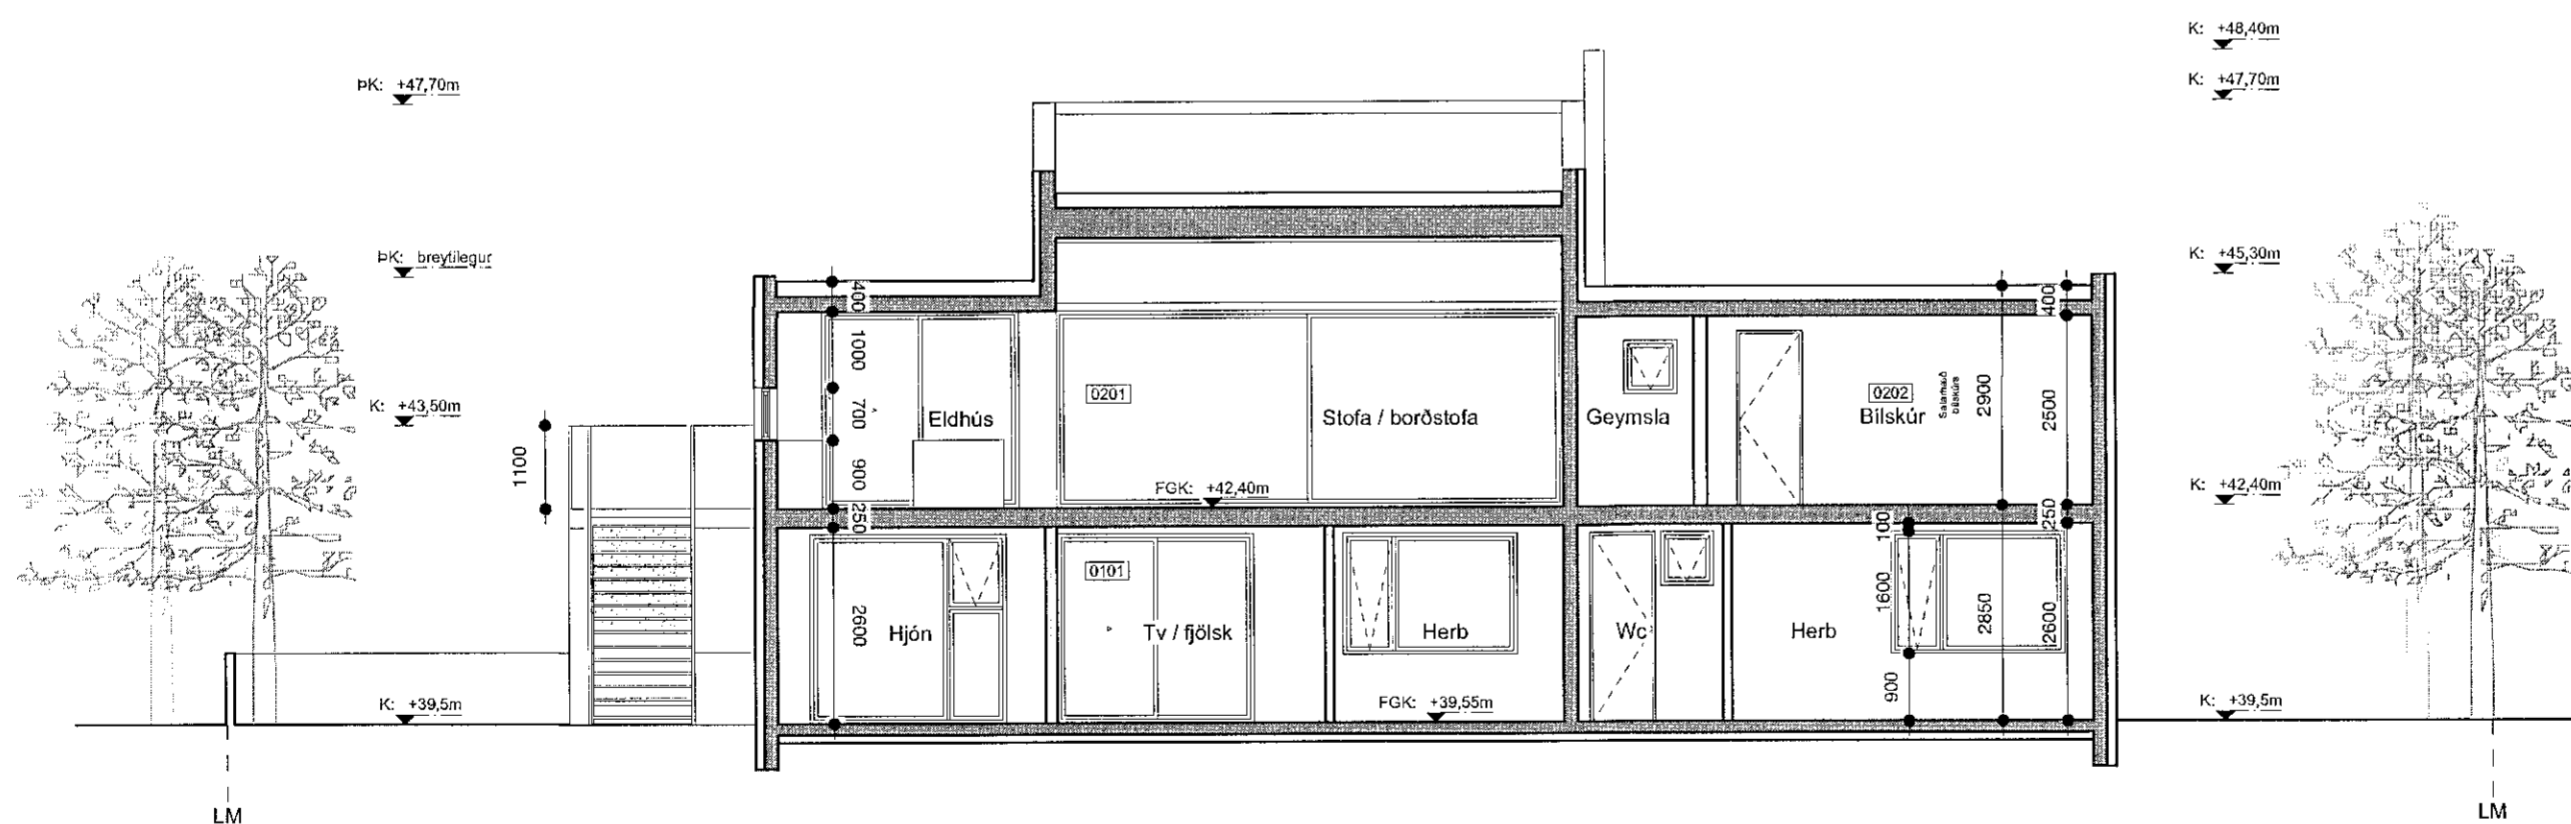 K: +48,40m
ÞK: +47,70m
K: +47,70m
ÞK: breytilegur
K: +45,30m
400
400
1000
0201
0202
Salarhæð
bílskúrs
2900
2500
K: +43,50m
700
Eldhús
Stofa / borðstofa
Geymsla
Bílskúr
1100
900
FGK: +42,40m
K: +42,40m
250
250
100
0101
1600
2850
2600
2600
Hjón
Tv / fjölsk
Herb
Wc
Herb
900
K: +39,5m
FGK: +39,55m
K: +39,5m
LM
LM